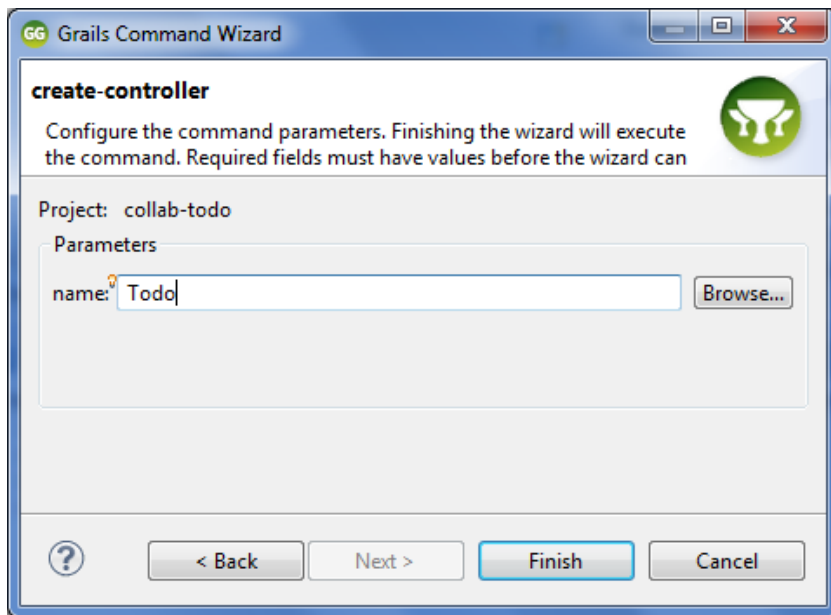 GG Grails Command Wizard
create-controller
Configure the command parameters. Finishing the wizard will execute
the command. Required fields must have values before the wizard can
Project: collab-todo
Parameters
name: Todo Browse...
? < Back Next > Finish Cancel